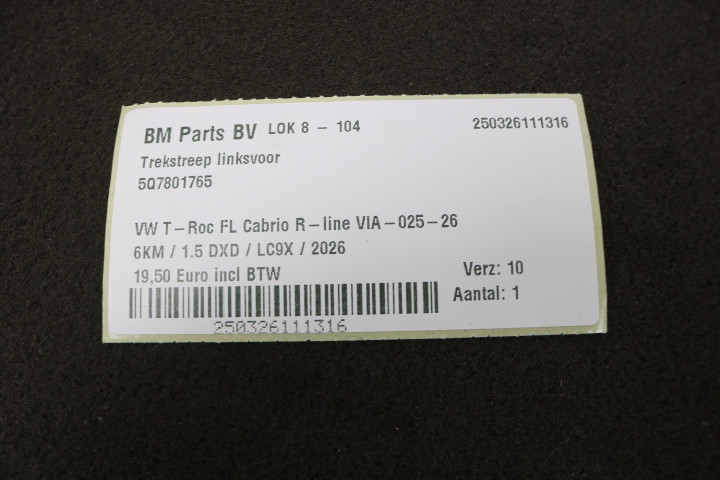 BM Parts BV LOK 8 - 104 250326111316
Trekstreep linksvoor
5Q7801765
VW T-Roc FL Cabrio R-line VIA-025-26
6KM / 1.5 DXD / LC9X / 2026
19,50 Euro incl BTW Verz: 10
Aantal: 1
250326111316